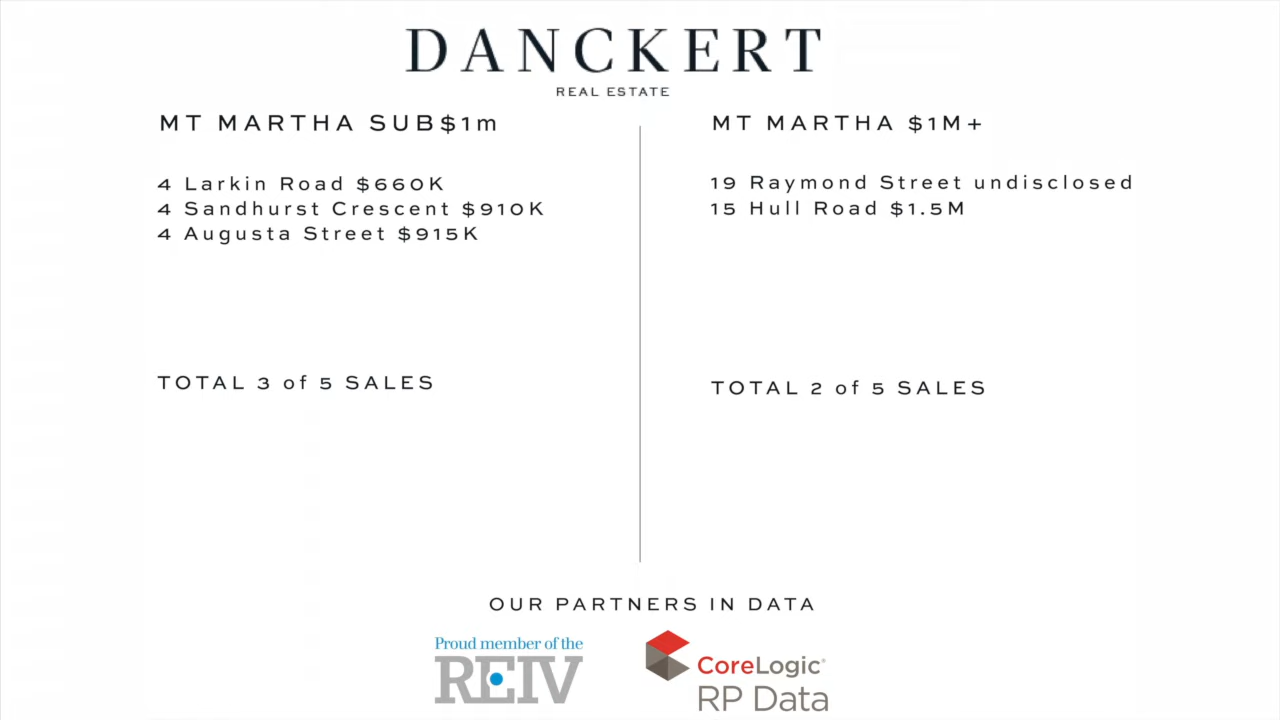 DANCKERT
REAL ESTATE
MT MARTHA SUB$1m
4 Larkin Road $660K
4 Sandhurst Crescent $910K
4 Augusta Street $915K
TOTAL 3 of 5 SALES
MT MARTHA $1M+
19 Raymond Street undisclosed
15 Hull Road $1.5M
TOTAL 2 of 5 SALES
OUR PARTNERS IN DATA
Proud member of the
REIV
CoreLogic®
RP Data